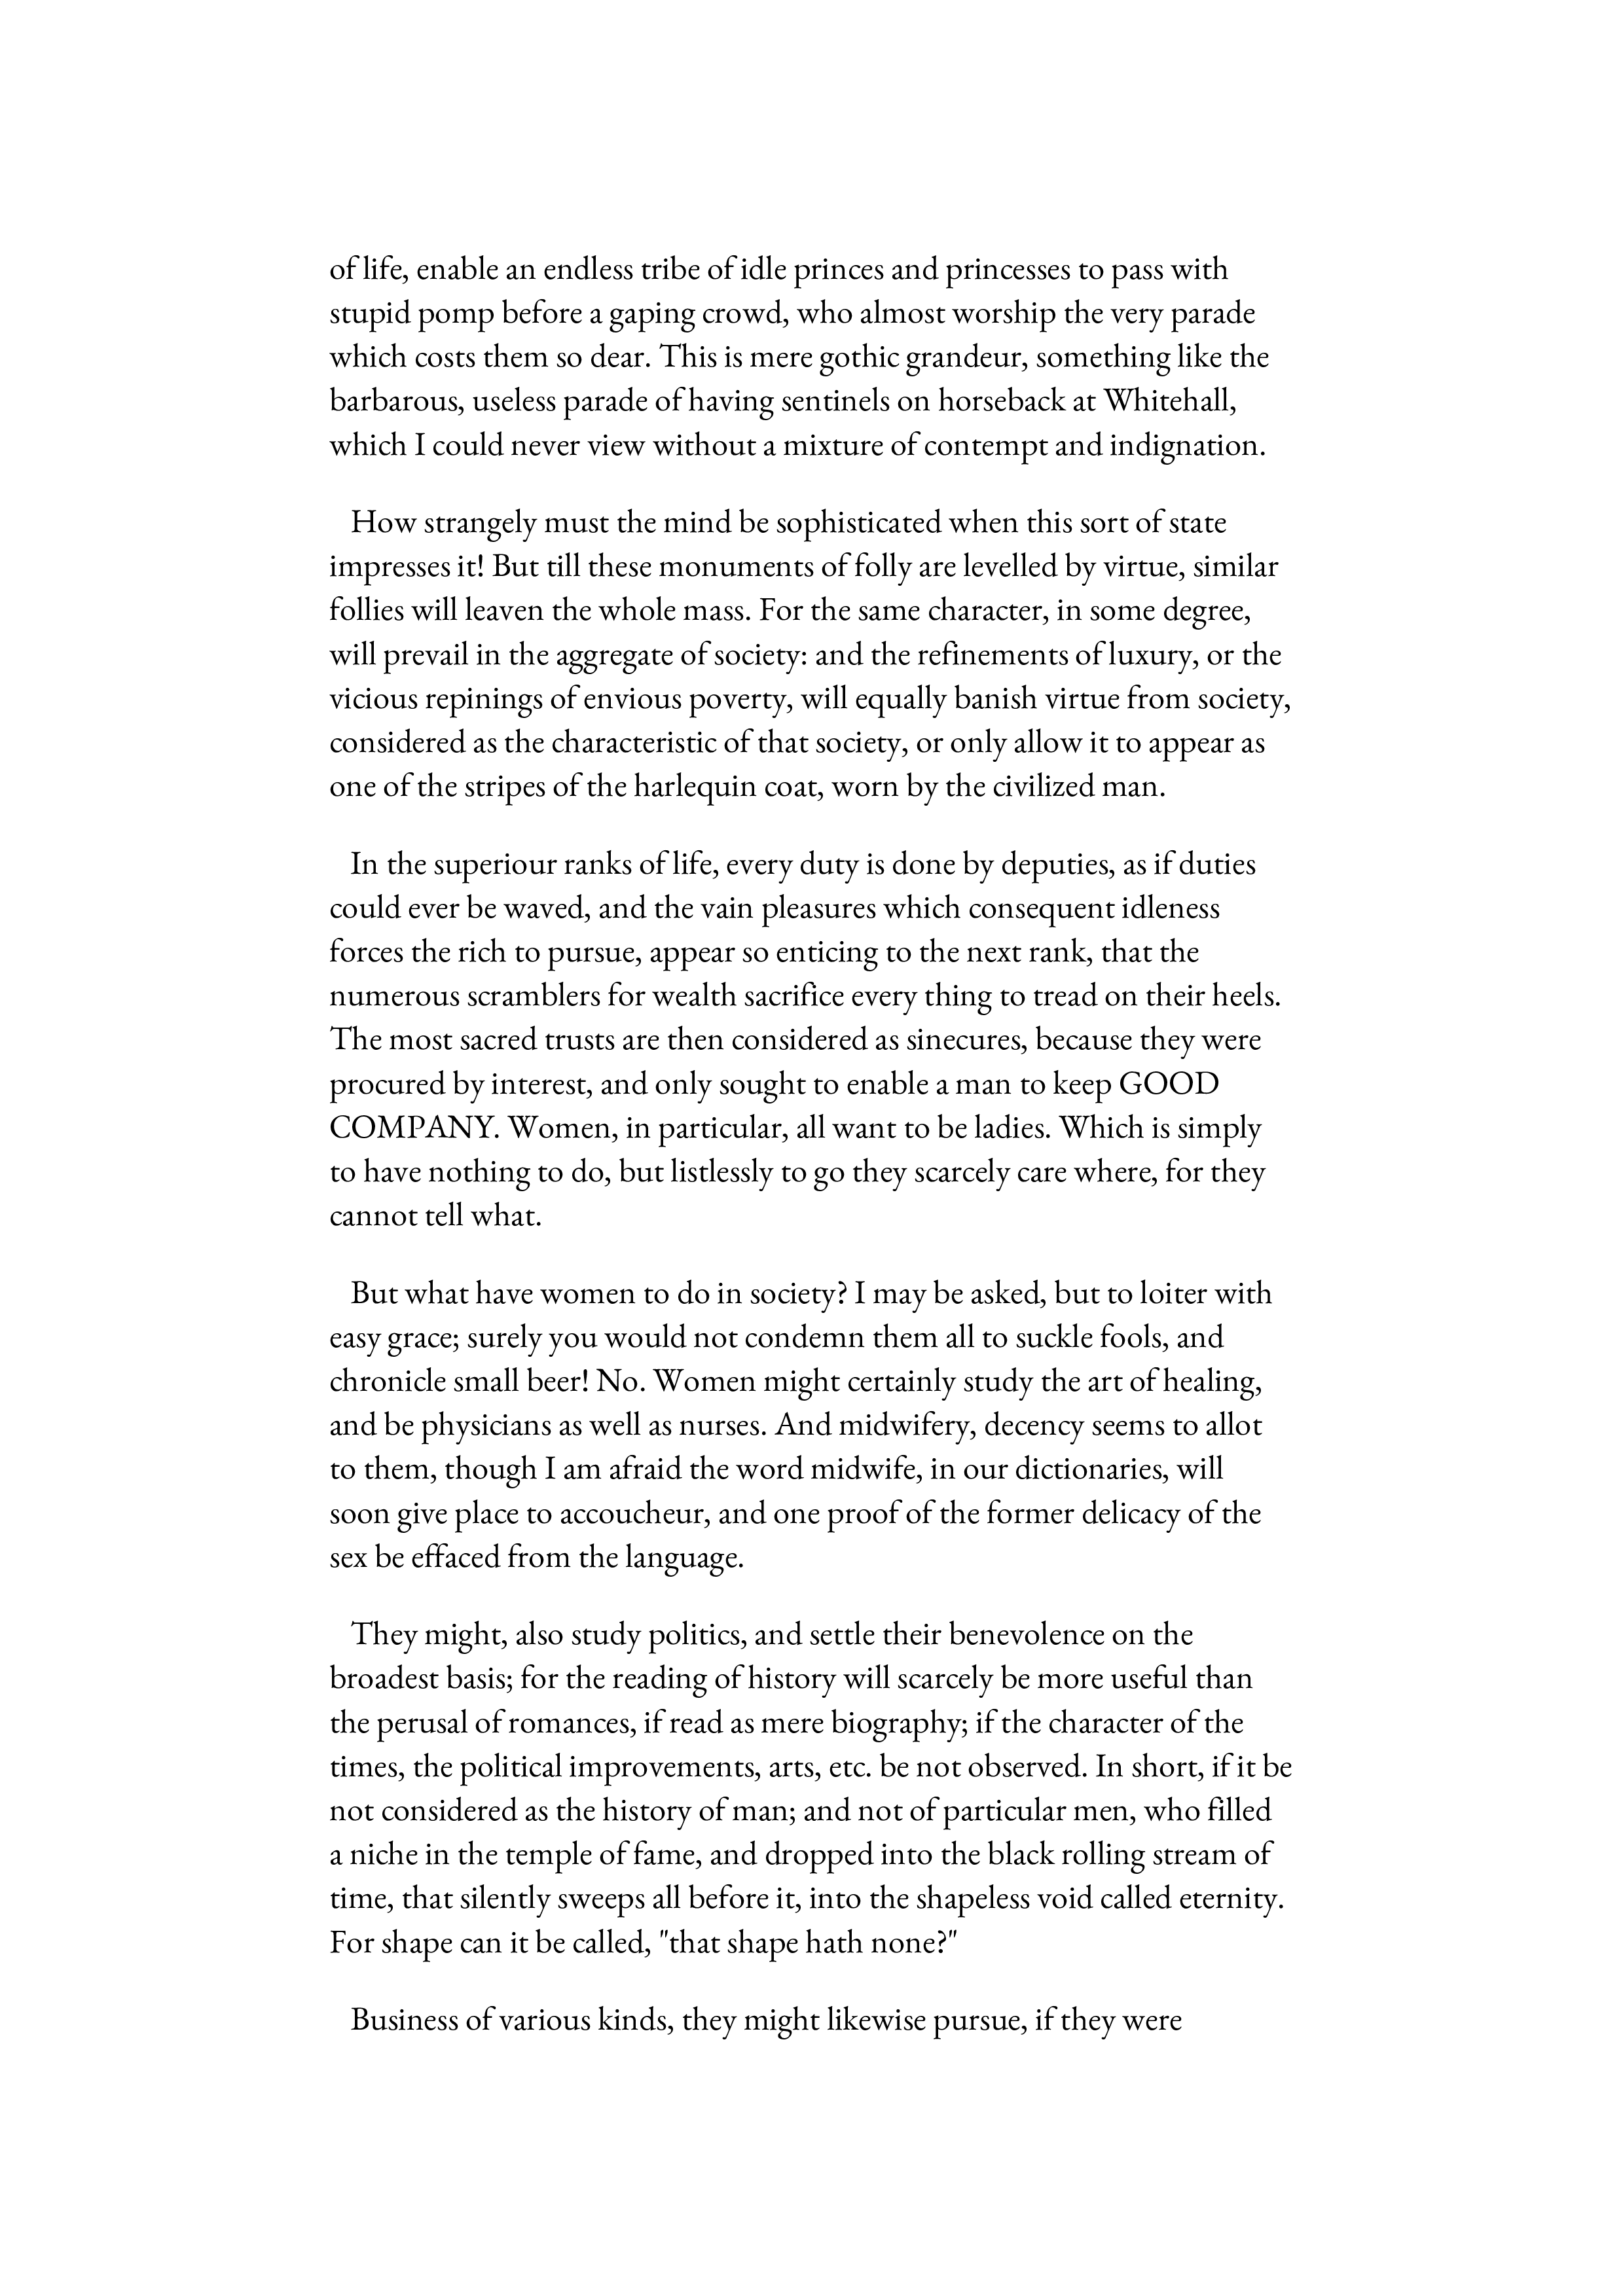 of life, enable an endless tribe of idle princes and princesses to pass with
stupid pomp before a gaping crowd, who almost worship the very parade
which costs them so dear. This is mere gothic grandeur, something like the
barbarous, useless parade of having sentinels on horseback at Whitehall,
which I could never view without a mixture of contempt and indignation.
How strangely must the mind be sophisticated when this sort of state
impresses it! But till these monuments of folly are levelled by virtue, similar
follies will leaven the whole mass. For the same character, in some degree,
will prevail in the aggregate of society: and the refinements of luxury, or the
vicious repinings of envious poverty, will equally banish virtue from society,
considered as the characteristic of that society, or only allow it to appear as
one of the stripes of the harlequin coat, worn by the civilized man.
In the superiour ranks of life, every duty is done by deputies, as if duties
could ever be waved, and the vain pleasures which consequent idleness
forces the rich to pursue, appear so enticing to the next rank, that the
numerous scramblers for wealth sacrifice every thing to tread on their heels.
The most sacred trusts are then considered as sinecures, because they were
procured by interest, and only sought to enable a man to keep GOOD
COMPANY. Women, in particular, all want to be ladies. Which is simply
to have nothing to do, but listlessly to go they scarcely care where, for they
cannot tell what.
But what have women to do in society? I may be asked, but to loiter with
easy grace; surely you would not condemn them all to suckle fools, and
chronicle small beer! No. Women might certainly study the art of healing,
and be physicians as well as nurses. And midwifery, decency seems to allot
to them, though I am afraid the word midwife, in our dictionaries, will
soon give place to accoucheur, and one proof of the former delicacy of the
sex be effaced from the language.
They might, also study politics, and settle their benevolence on the
broadest basis; for the reading of history will scarcely be more useful than
the perusal of romances, if read as mere biography; if the character of the
times, the political improvements, arts, etc. be not observed. In short, if it be
not considered as the history of man; and not of particular men, who filled
a niche in the temple of fame, and dropped into the black rolling stream of
time, that silently sweeps all before it, into the shapeless void called eternity.
For shape can it be called, "that shape hath none?"
Business of various kinds, they might likewise pursue, if they were